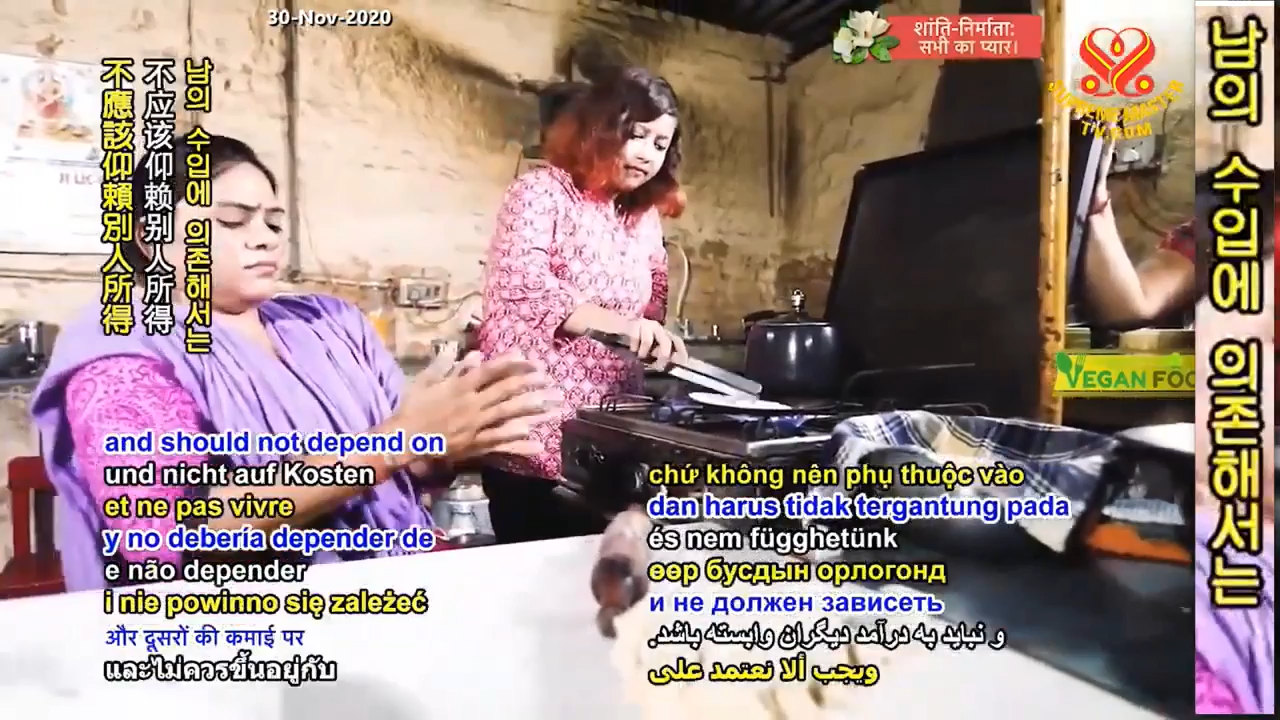 30-Nov-2020
शांति-निर्माता:
सभी का प्यार।
SUPREMEMASTER
TV.COM
남의 수입에 의존해서는
不应该仰赖别人所得
不應該仰賴別人所得
남의 수입에 의존해서는
VEGAN FOO
and should not depend on
und nicht auf Kosten
et ne pas vivre
y no debería depender de
e não depender
i nie powinno się zależeć
और दूसरों की कमाई पर
และไม่ควรขึ้นอยู่กับ
chứ không nên phụ thuộc vào
dan harus tidak tergantung pada
és nem függhetünk
өөр бусдын орлогонд
и не должен зависеть
و نباید به درآمد دیگران وابسته باشد.
ويجب ألا نعتمد على